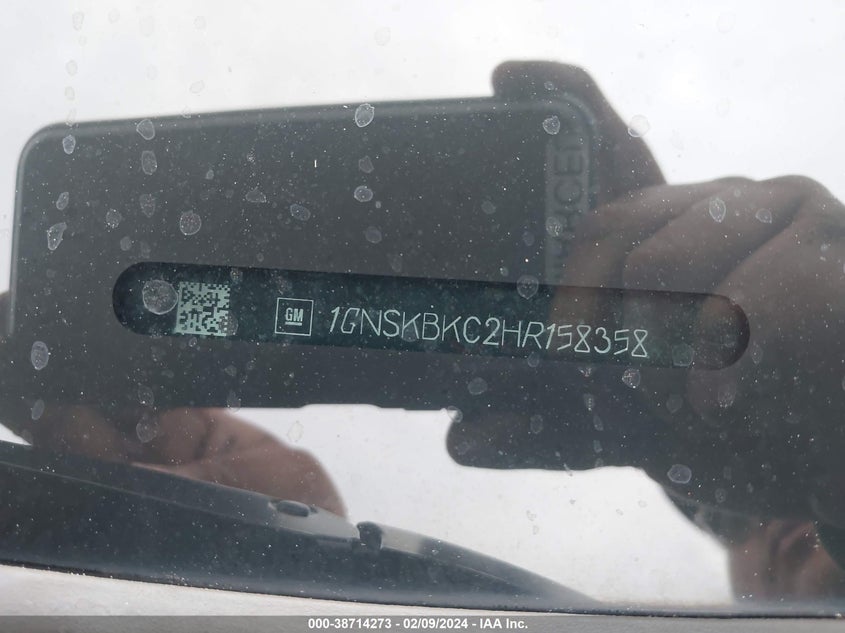 GM 1GNSKBKC2HR158358
000-38714273 - 02/09/2024 - IAA Inc.